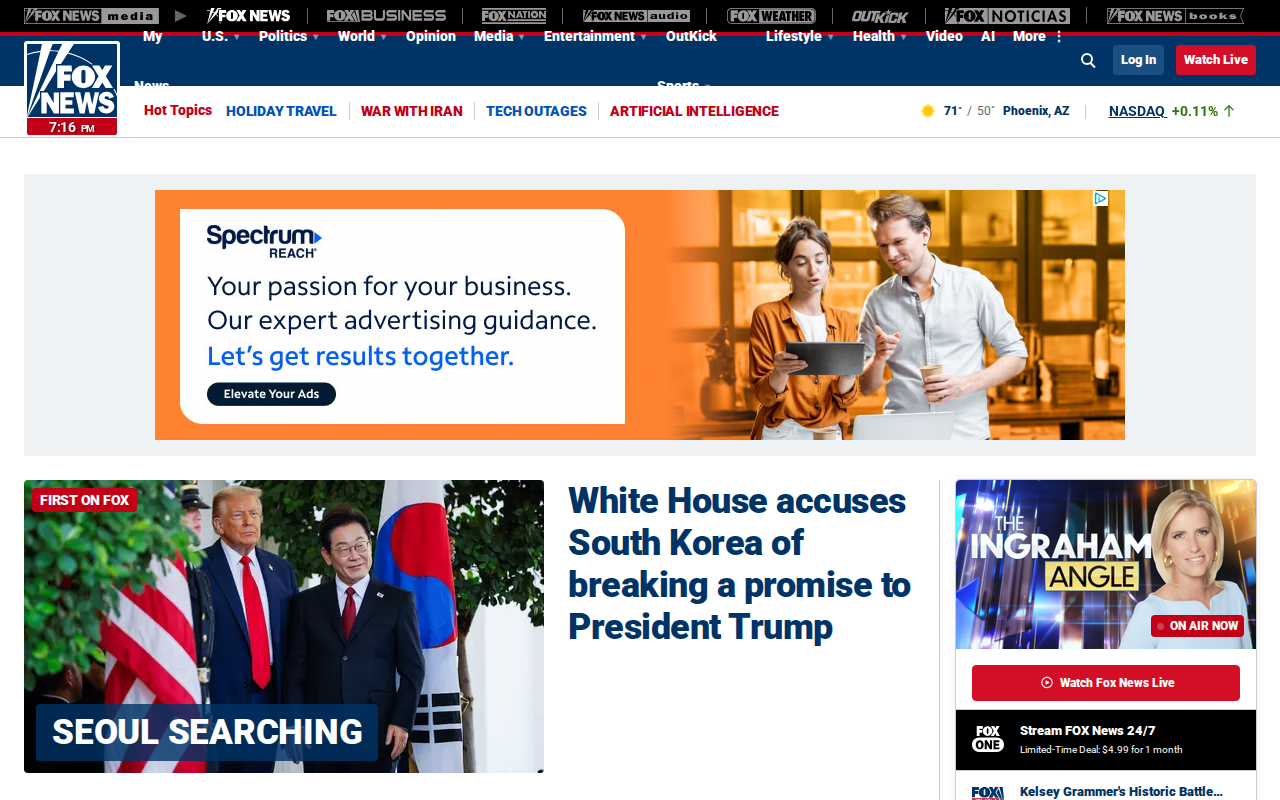 FOX NEWS media
FOX NEWS
FOX BUSINESS
FOX NATION
FOX NEWS audio
FOX WEATHER
OUTKICK
FOX NOTICIAS
FOX NEWS books
My News
U.S.
Politics
World
Opinion
Media
Entertainment
OutKick Sports
Lifestyle
Health
Video
AI
More
Log In
Watch Live
FOX
NEWS
7:16 PM
Hot Topics
HOLIDAY TRAVEL
WAR WITH IRAN
TECH OUTAGES
ARTIFICIAL INTELLIGENCE
71° / 50° Phoenix, AZ
NASDAQ +0.11%
Spectrum
REACH
Your passion for your business.
Our expert advertising guidance.
Let's get results together.
Elevate Your Ads
FIRST ON FOX
SEOUL SEARCHING
White House accuses
South Korea of
breaking a promise to
President Trump
THE
INGRAHAM
ANGLE
ON AIR NOW
Watch Fox News Live
FOX
ONE
Stream FOX News 24/7
Limited-Time Deal: $4.99 for 1 month
Kelsey Grammer's Historic Battle...